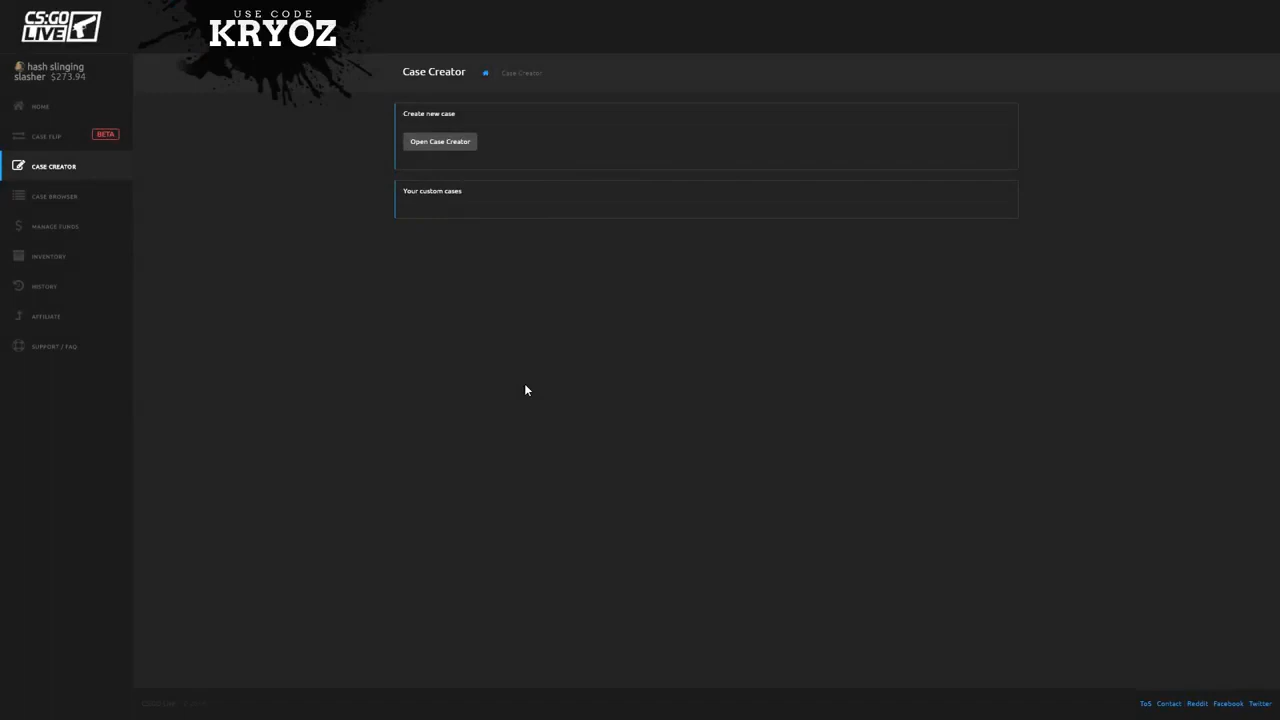 CS:GO
LIVE
USE CODE
KRYOZ
hash slinging
slasher $273.94
HOME
CASE FLIP
BETA
CASE CREATOR
CASE BROWSER
MANAGE FUNDS
INVENTORY
HISTORY
AFFILIATE
SUPPORT / FAQ
Case Creator
Case Creator
Create new case
Open Case Creator
Your custom cases
ToS Contact Reddit Facebook Twitter